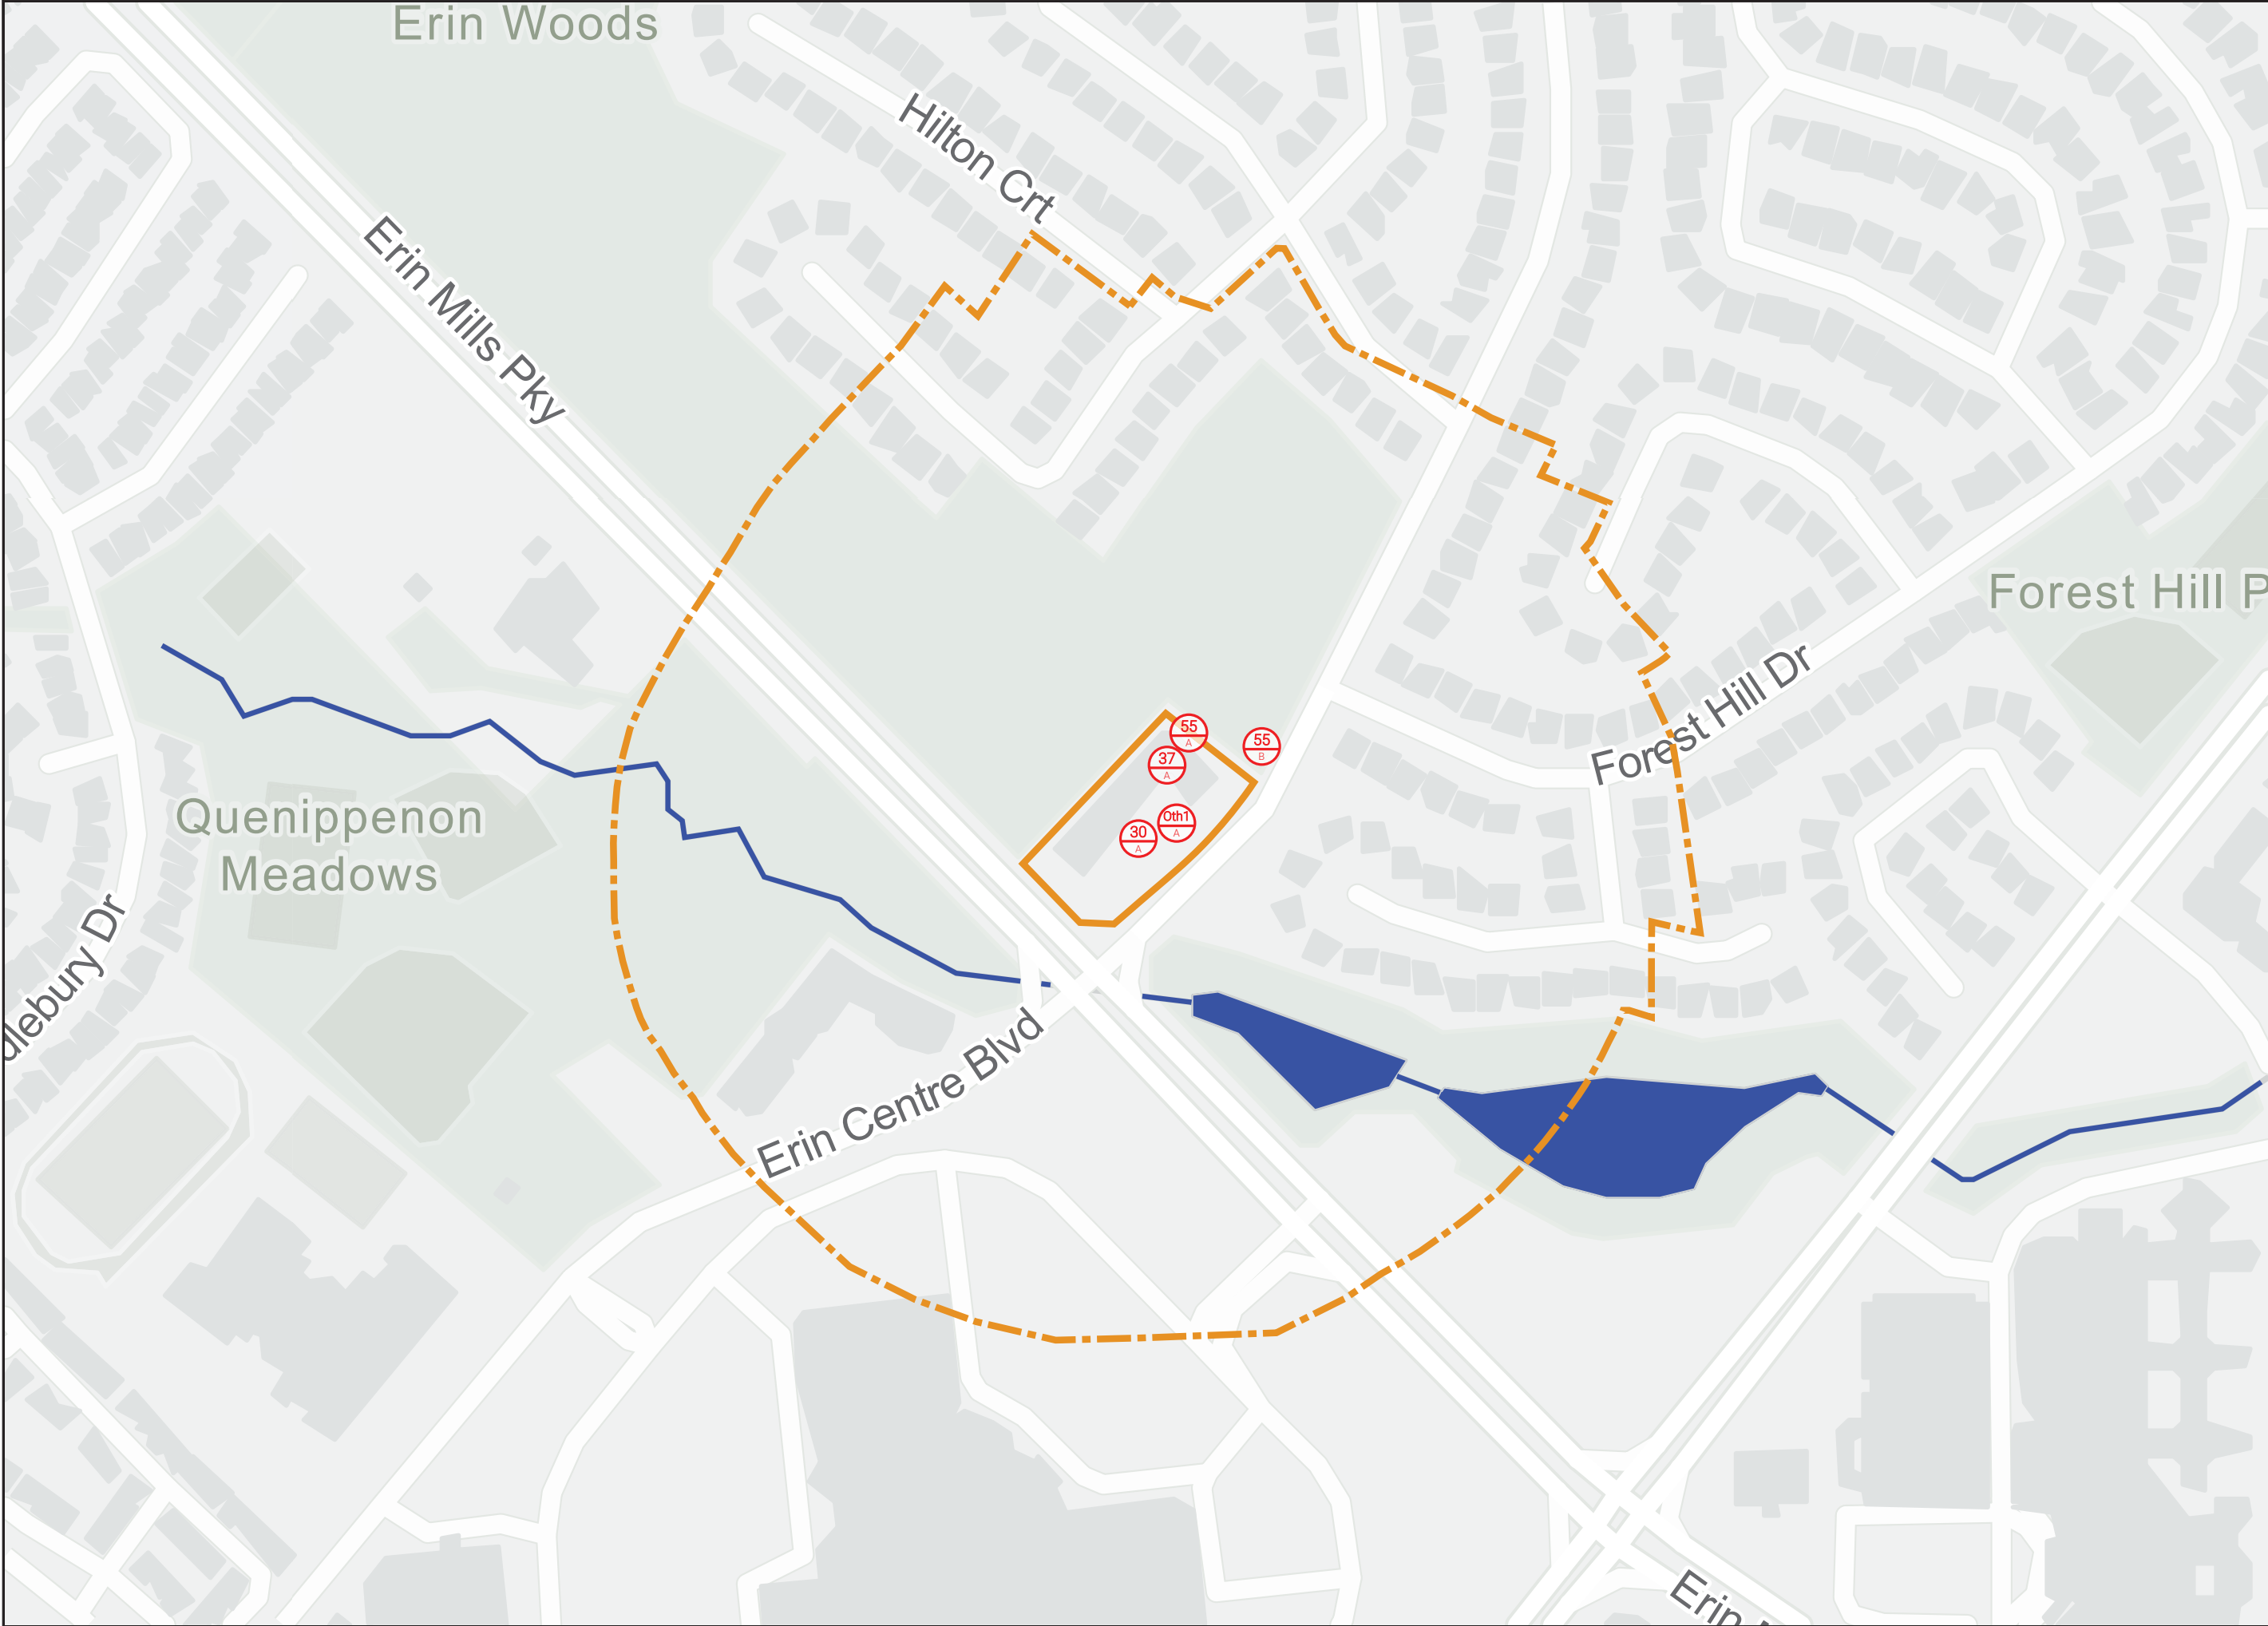 Erin Woods
Hilton Crt
Erin Mills Pky
Forest Hill P
Forest Hill Dr
55
A
55
B
37
A
Oth1
A
30
A
Quenippenon
Meadows
dlebury Dr
Erin Centre Blvd
Erin